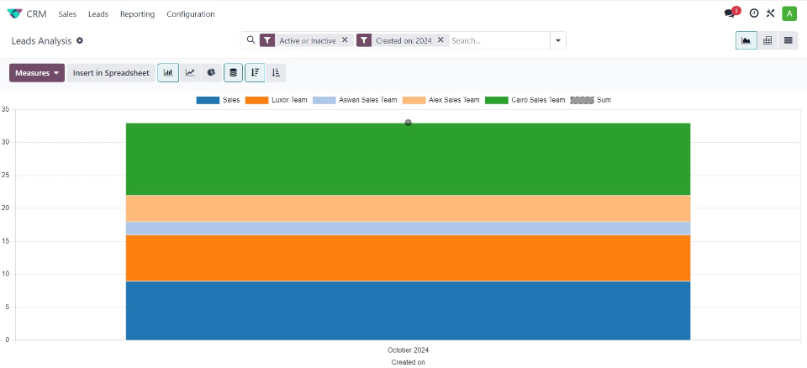 CRM Sales Leads Reporting Configuration 1 A
Leads Analysis Active or Inactive Created on: 2024 Search...
Measures Insert in Spreadsheet
Sales Luxor Team Aswan Sales Team Alex Sales Team Cairo Sales Team Sum
35
30
25
20
15
10
5
0
October 2024
Created on